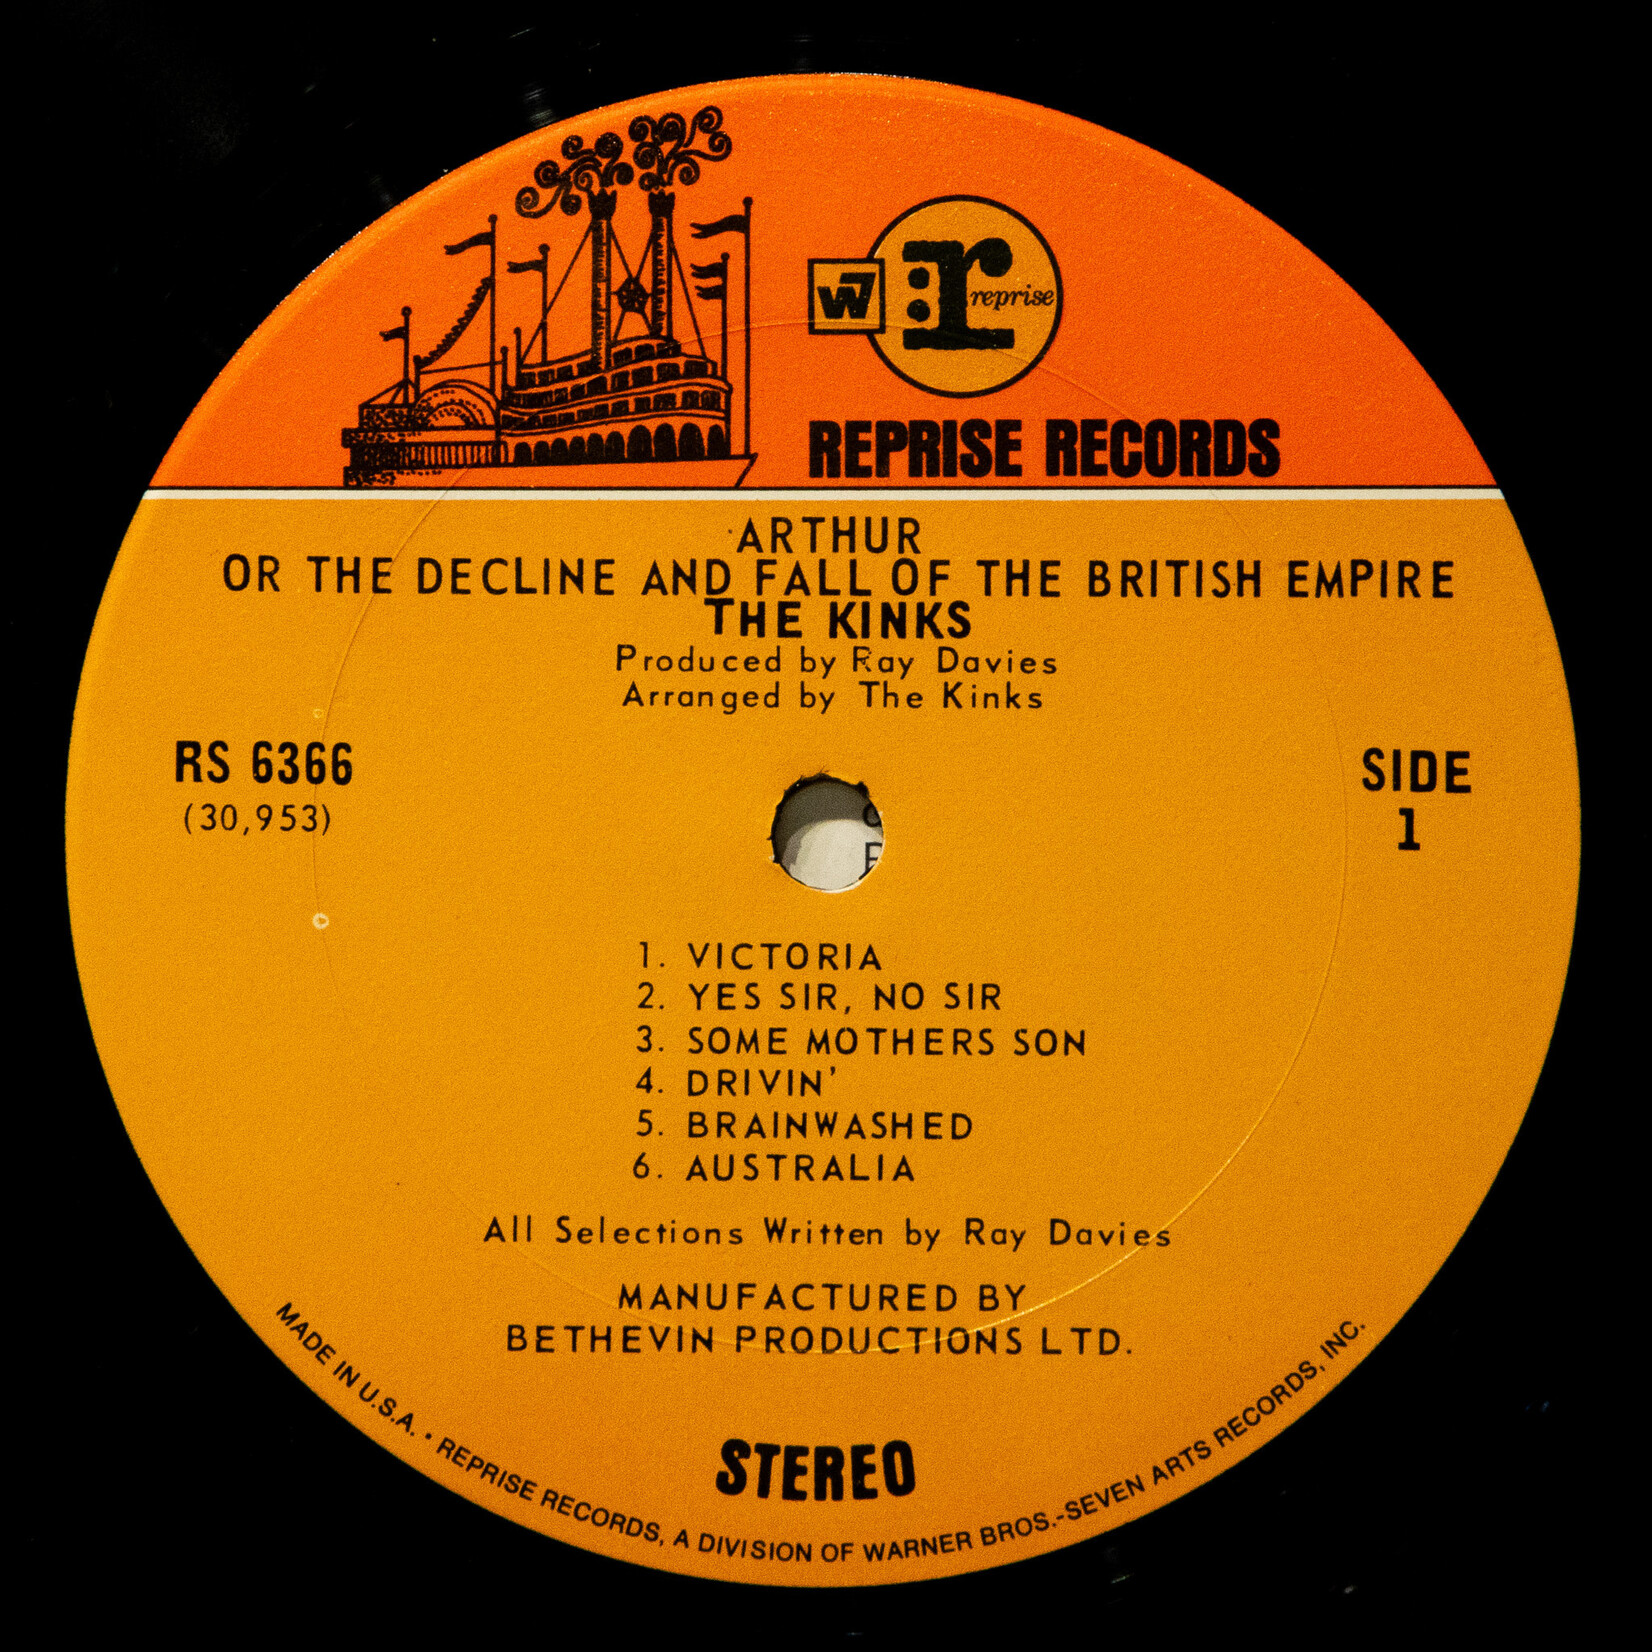 W7
r: reprise
REPRISE RECORDS
ARTHUR
OR THE DECLINE AND FALL OF THE BRITISH EMPIRE
THE KINKS
Produced by Ray Davies
Arranged by The Kinks
RS 6366
(30,953)
SIDE
1
1. VICTORIA
2. YES SIR, NO SIR
3. SOME MOTHERS SON
4. DRIVIN'
5. BRAINWASHED
6. AUSTRALIA
All Selections Written by Ray Davies
MANUFACTURED BY
BETHEVIN PRODUCTIONS LTD.
STEREO
MADE IN U.S.A. • REPRISE RECORDS, A DIVISION OF WARNER BROS.-SEVEN ARTS RECORDS, INC.